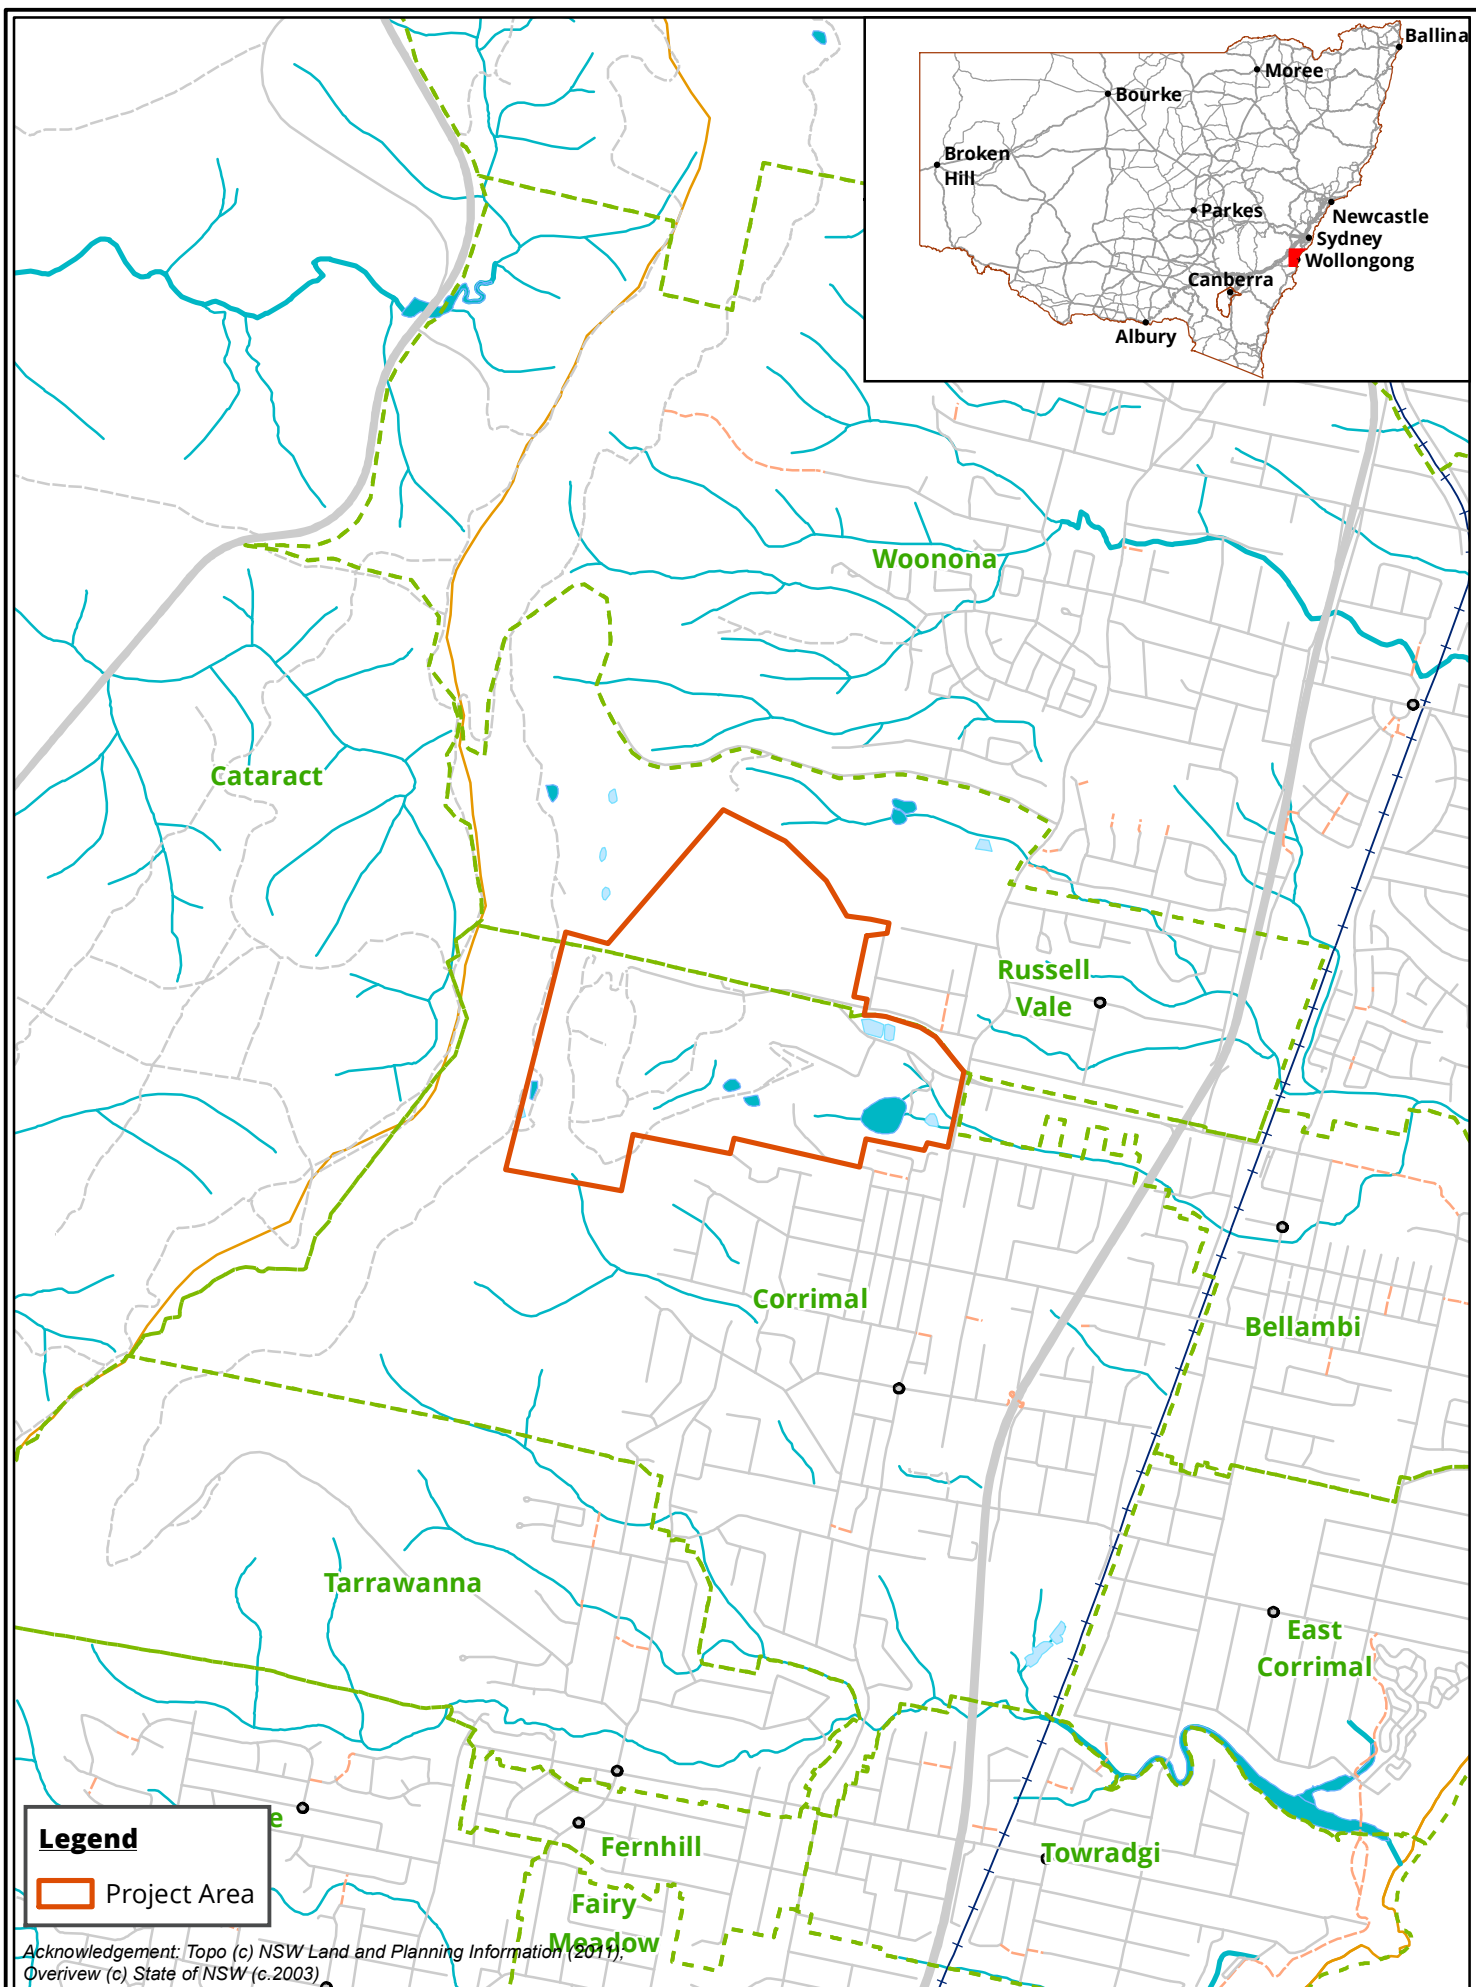 Ballina
Moree
Bourke
Broken
Hill
Parkes
Newcastle
Sydney
Wollongong
Canberra
Albury
Woonona
Cataract
Russell
Vale
Corrimal
Bellambi
Tarrawanna
East
Corrimal
e
Fernhill
Towradgi
Fairy
Meadow
Legend
Project Area
Acknowledgement: Topo (c) NSW Land and Planning Information (2011);
Overivew (c) State of NSW (c.2003)